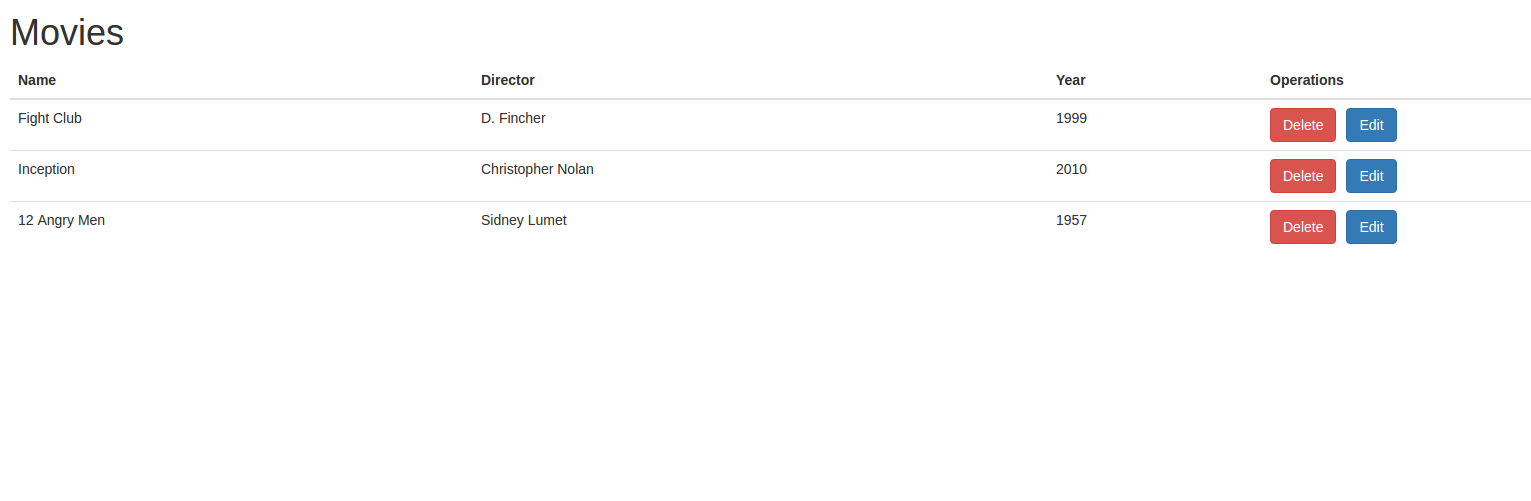 Movies
Name Director Year Operations
Fight Club D. Fincher 1999 Delete Edit
Inception Christopher Nolan 2010 Delete Edit
12 Angry Men Sidney Lumet 1957 Delete Edit